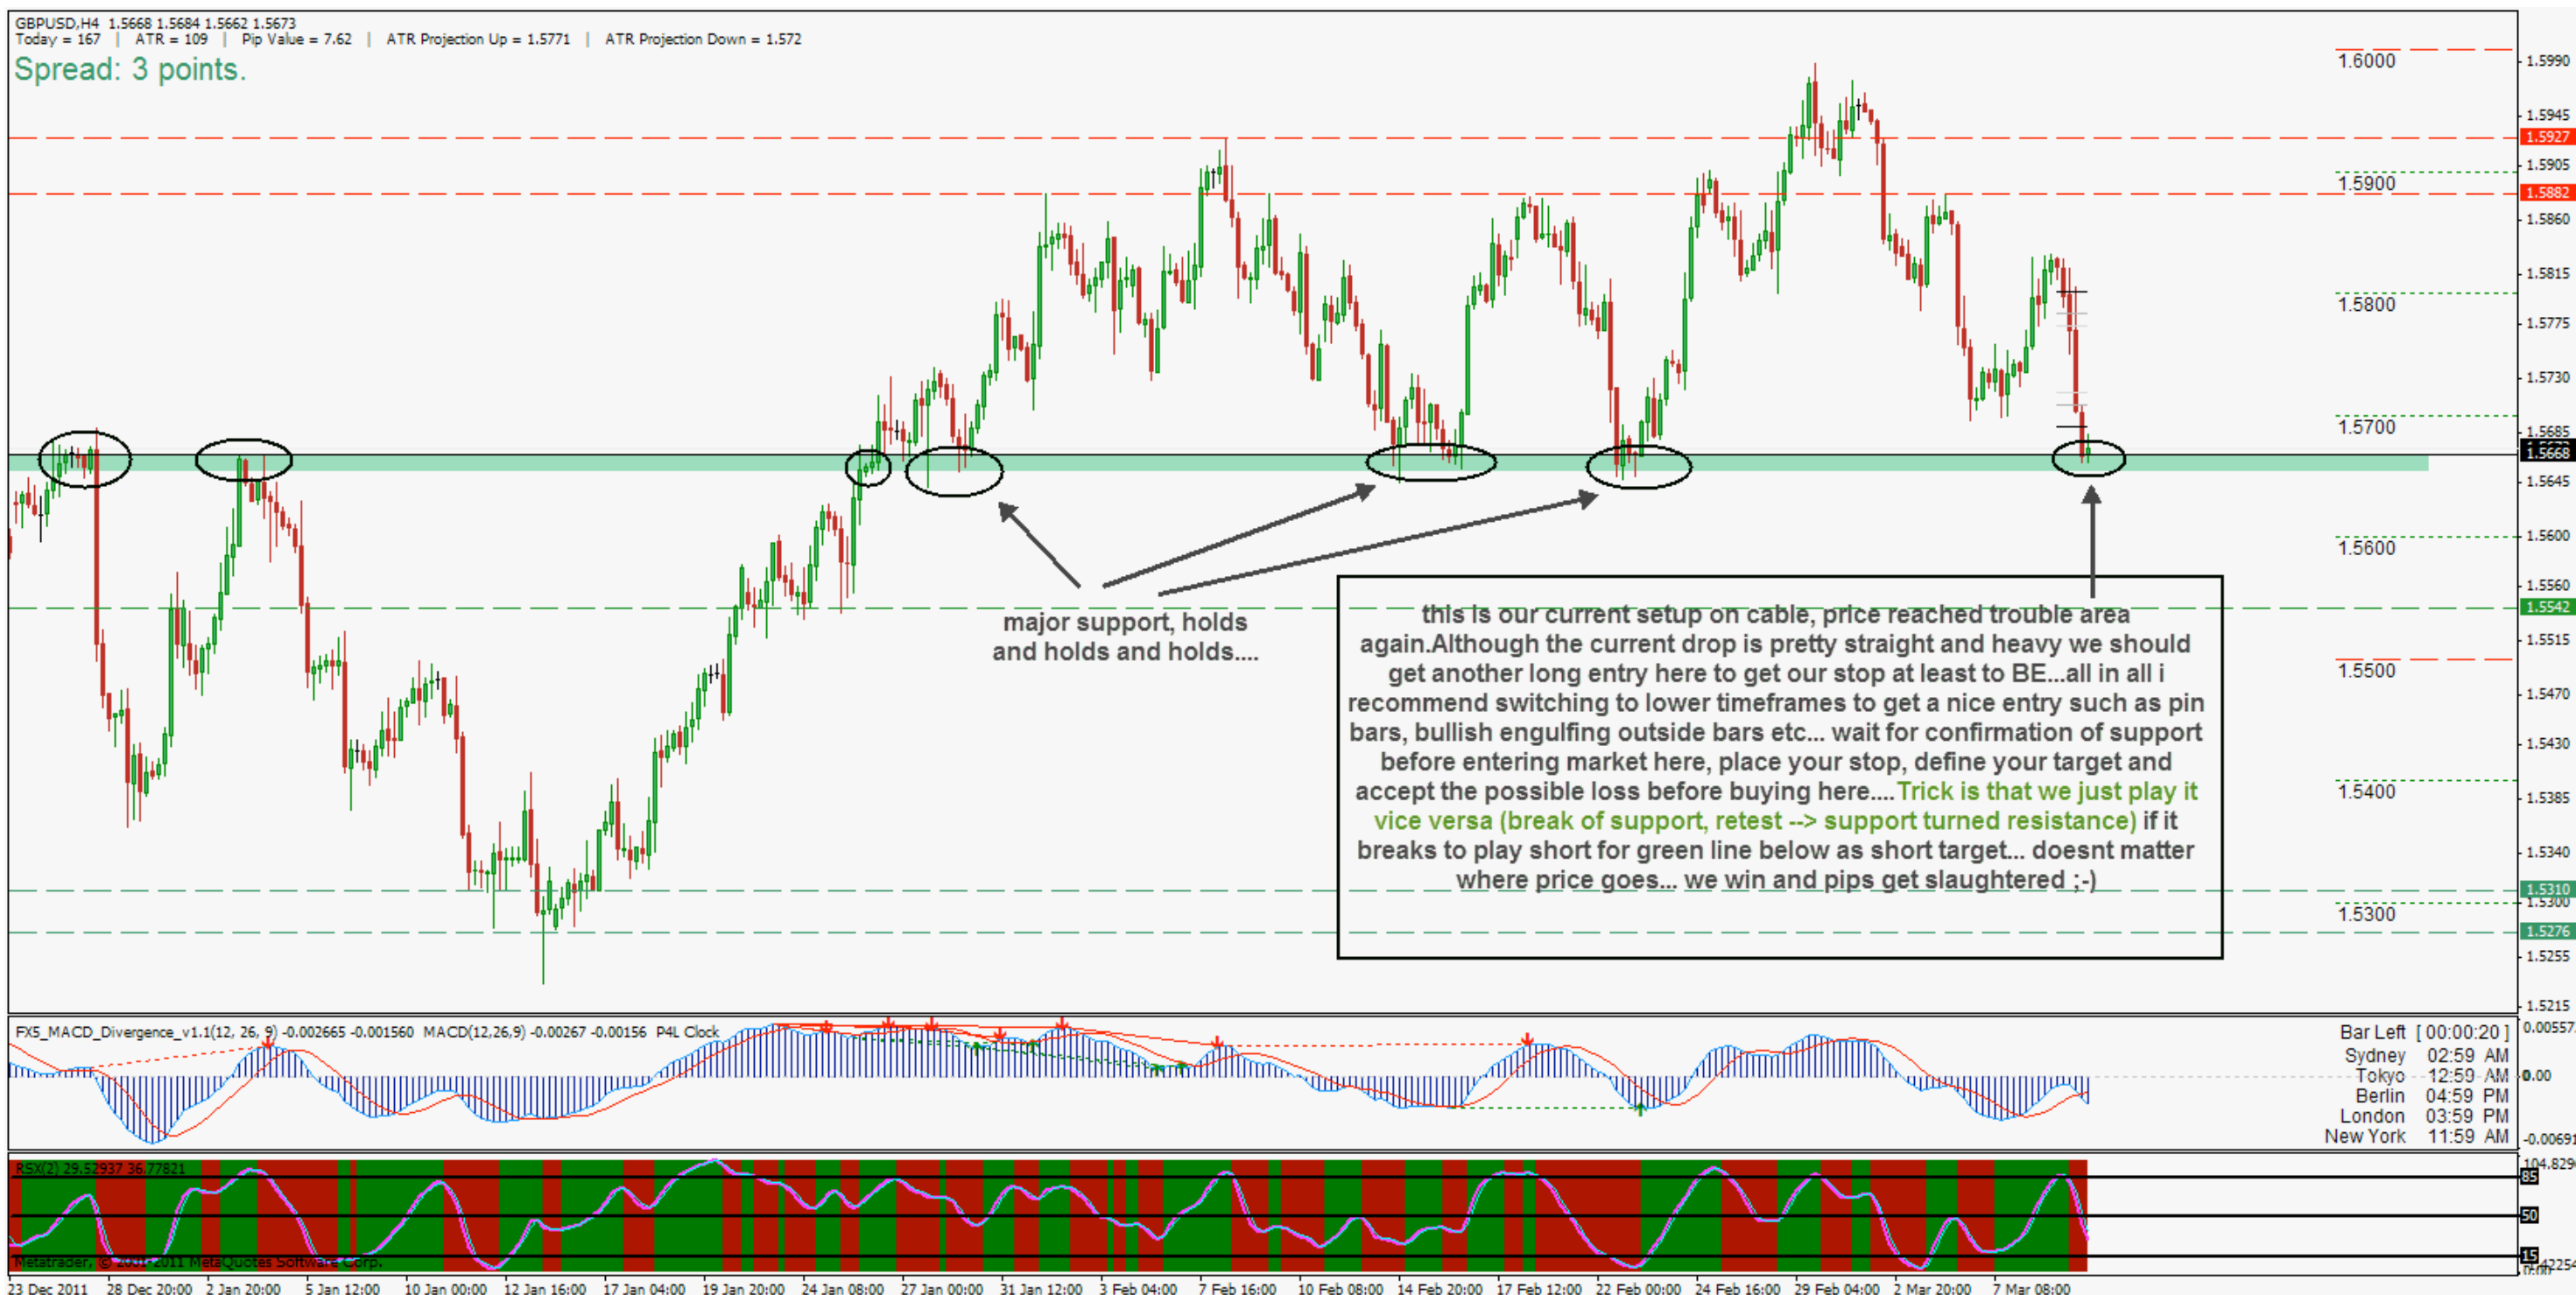 GBPUSD,H4 1.5668 1.5684 1.5662 1.5673
Today = 167 | ATR = 109 | Pip Value = 7.62 | ATR Projection Up = 1.5771 | ATR Projection Down = 1.572
Spread: 3 points.
1.6000
1.5900
1.5800
1.5700
1.5600
1.5500
1.5400
1.5300
1.5990
1.5945
1.5927
1.5905
1.5882
1.5860
1.5815
1.5775
1.5730
1.5685
1.5668
1.5645
1.5600
1.5560
1.5542
1.5515
1.5470
1.5430
1.5385
1.5340
1.5310
1.5300
1.5276
1.5255
1.5215
major support, holds
and holds and holds....
this is our current setup on cable, price reached trouble area
again.Although the current drop is pretty straight and heavy we should
get another long entry here to get our stop at least to BE...all in all i
recommend switching to lower timeframes to get a nice entry such as pin
bars, bullish engulfing outside bars etc... wait for confirmation of support
before entering market here, place your stop, define your target and
accept the possible loss before buying here....Trick is that we just play it
vice versa (break of support, retest --> support turned resistance) if it
breaks to play short for green line below as short target... doesnt matter
where price goes... we win and pips get slaughtered ;-)
FX5_MACD_Divergence_v1.1(12, 26, 9) -0.002665 -0.001560 MACD(12,26,9) -0.00267 -0.00156 P4L Clock
Bar Left [ 00:00:20 ]
Sydney 02:59 AM
Tokyo 12:59 AM
Berlin 04:59 PM
London 03:59 PM
New York 11:59 AM
0.00557
0.00
-0.00691
RSX(2) 29.52937 36.77821
104.829
85
50
15
Metatrader, © 2001-2011 MetaQuotes Software Corp.
23 Dec 2011 28 Dec 20:00 2 Jan 20:00 5 Jan 12:00 10 Jan 00:00 12 Jan 16:00 17 Jan 04:00 19 Jan 20:00 24 Jan 08:00 27 Jan 00:00 31 Jan 12:00 3 Feb 04:00 7 Feb 16:00 10 Feb 08:00 14 Feb 20:00 17 Feb 12:00 22 Feb 00:00 24 Feb 16:00 29 Feb 04:00 2 Mar 20:00 7 Mar 08:00